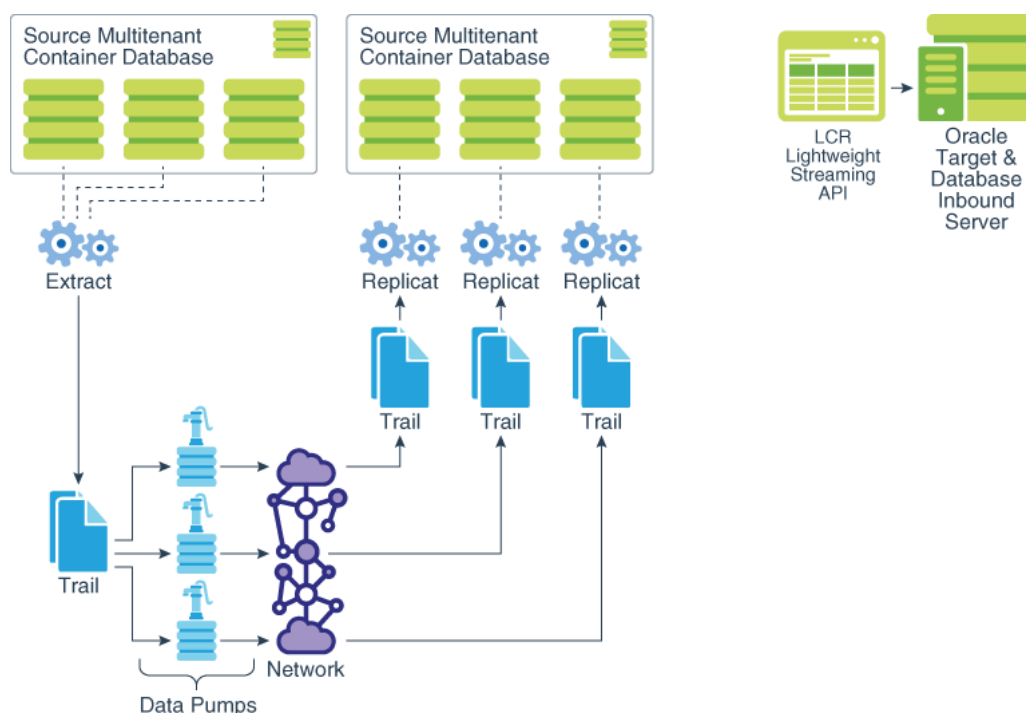 Source Multitenant
Container Database
Source Multitenant
Container Database
LCR
Lightweight
Streaming
API
Oracle
Target &
Database
Inbound
Server
Extract
Replicat
Replicat
Replicat
Trail
Trail
Trail
Trail
Network
Data Pumps